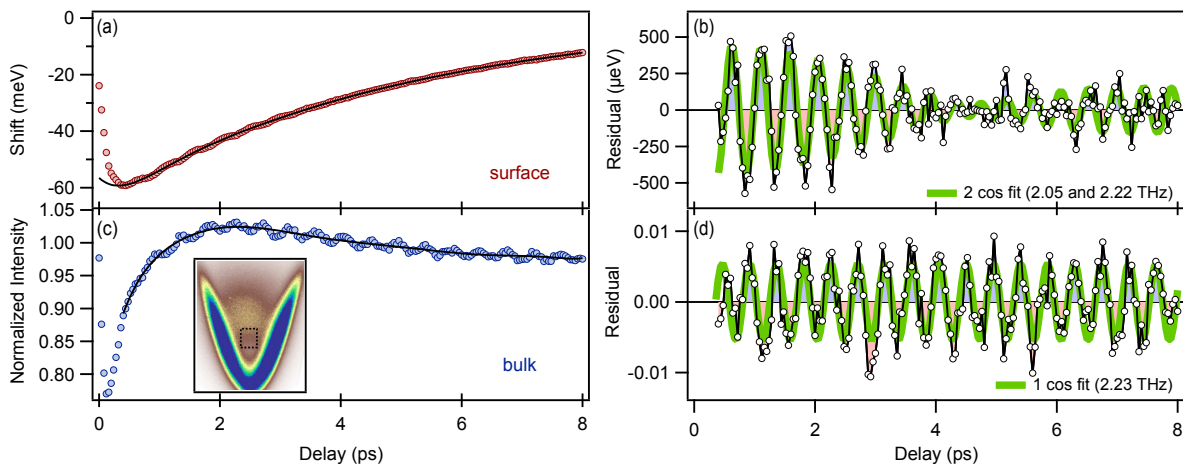 (a)
0
-20
-40
-60
Shift (meV)
surface
(b)
500
250
0
-250
-500
Residual (µeV)
2 cos fit (2.05 and 2.22 THz)
(c)
1.05
1.00
0.95
0.90
0.85
0.80
Normalized Intensity
bulk
0 2 4 6 8
Delay (ps)
(d)
0.01
0.00
-0.01
Residual
1 cos fit (2.23 THz)
0 2 4 6 8
Delay (ps)